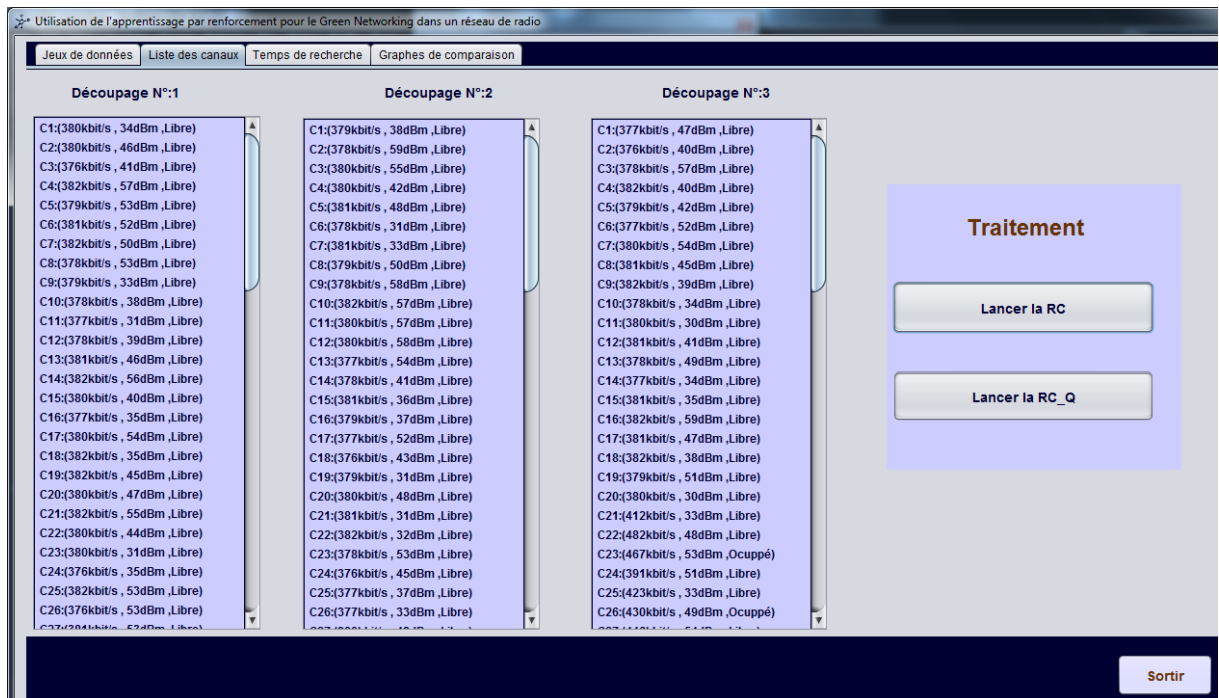 Utilisation de l'apprentissage par renforcement pour le Green Networking dans un réseau de radio
Jeux de données
Liste des canaux
Temps de recherche
Graphes de comparaison
Découpage N°:1
C1:(380kbit/s , 34dBm ,Libre)
C2:(380kbit/s , 46dBm ,Libre)
C3:(376kbit/s , 41dBm ,Libre)
C4:(382kbit/s , 57dBm ,Libre)
C5:(379kbit/s , 53dBm ,Libre)
C6:(381kbit/s , 52dBm ,Libre)
C7:(382kbit/s , 50dBm ,Libre)
C8:(378kbit/s , 53dBm ,Libre)
C9:(379kbit/s , 33dBm ,Libre)
C10:(378kbit/s , 38dBm ,Libre)
C11:(377kbit/s , 31dBm ,Libre)
C12:(378kbit/s , 39dBm ,Libre)
C13:(381kbit/s , 46dBm ,Libre)
C14:(382kbit/s , 56dBm ,Libre)
C15:(380kbit/s , 40dBm ,Libre)
C16:(377kbit/s , 35dBm ,Libre)
C17:(380kbit/s , 54dBm ,Libre)
C18:(382kbit/s , 35dBm ,Libre)
C19:(382kbit/s , 45dBm ,Libre)
C20:(380kbit/s , 47dBm ,Libre)
C21:(382kbit/s , 55dBm ,Libre)
C22:(380kbit/s , 44dBm ,Libre)
C23:(380kbit/s , 31dBm ,Libre)
C24:(376kbit/s , 35dBm ,Libre)
C25:(382kbit/s , 53dBm ,Libre)
C26:(376kbit/s , 53dBm ,Libre)
Découpage N°:2
C1:(379kbit/s , 38dBm ,Libre)
C2:(378kbit/s , 59dBm ,Libre)
C3:(380kbit/s , 55dBm ,Libre)
C4:(380kbit/s , 42dBm ,Libre)
C5:(381kbit/s , 48dBm ,Libre)
C6:(378kbit/s , 31dBm ,Libre)
C7:(381kbit/s , 33dBm ,Libre)
C8:(379kbit/s , 50dBm ,Libre)
C9:(378kbit/s , 58dBm ,Libre)
C10:(382kbit/s , 57dBm ,Libre)
C11:(380kbit/s , 57dBm ,Libre)
C12:(380kbit/s , 58dBm ,Libre)
C13:(377kbit/s , 54dBm ,Libre)
C14:(378kbit/s , 41dBm ,Libre)
C15:(381kbit/s , 36dBm ,Libre)
C16:(379kbit/s , 37dBm ,Libre)
C17:(377kbit/s , 52dBm ,Libre)
C18:(376kbit/s , 43dBm ,Libre)
C19:(379kbit/s , 31dBm ,Libre)
C20:(380kbit/s , 48dBm ,Libre)
C21:(381kbit/s , 31dBm ,Libre)
C22:(382kbit/s , 32dBm ,Libre)
C23:(378kbit/s , 53dBm ,Libre)
C24:(376kbit/s , 45dBm ,Libre)
C25:(377kbit/s , 37dBm ,Libre)
C26:(377kbit/s , 33dBm ,Libre)
Découpage N°:3
C1:(377kbit/s , 47dBm ,Libre)
C2:(376kbit/s , 40dBm ,Libre)
C3:(378kbit/s , 57dBm ,Libre)
C4:(382kbit/s , 40dBm ,Libre)
C5:(379kbit/s , 42dBm ,Libre)
C6:(377kbit/s , 52dBm ,Libre)
C7:(380kbit/s , 54dBm ,Libre)
C8:(381kbit/s , 45dBm ,Libre)
C9:(382kbit/s , 39dBm ,Libre)
C10:(378kbit/s , 34dBm ,Libre)
C11:(380kbit/s , 30dBm ,Libre)
C12:(381kbit/s , 41dBm ,Libre)
C13:(378kbit/s , 49dBm ,Libre)
C14:(377kbit/s , 34dBm ,Libre)
C15:(381kbit/s , 35dBm ,Libre)
C16:(382kbit/s , 59dBm ,Libre)
C17:(381kbit/s , 47dBm ,Libre)
C18:(382kbit/s , 38dBm ,Libre)
C19:(379kbit/s , 51dBm ,Libre)
C20:(380kbit/s , 30dBm ,Libre)
C21:(412kbit/s , 33dBm ,Libre)
C22:(482kbit/s , 48dBm ,Libre)
C23:(467kbit/s , 53dBm ,Ocuppé)
C24:(391kbit/s , 51dBm ,Libre)
C25:(423kbit/s , 33dBm ,Libre)
C26:(430kbit/s , 49dBm ,Ocuppé)
Traitement
Lancer la RC
Lancer la RC_Q
Sortir